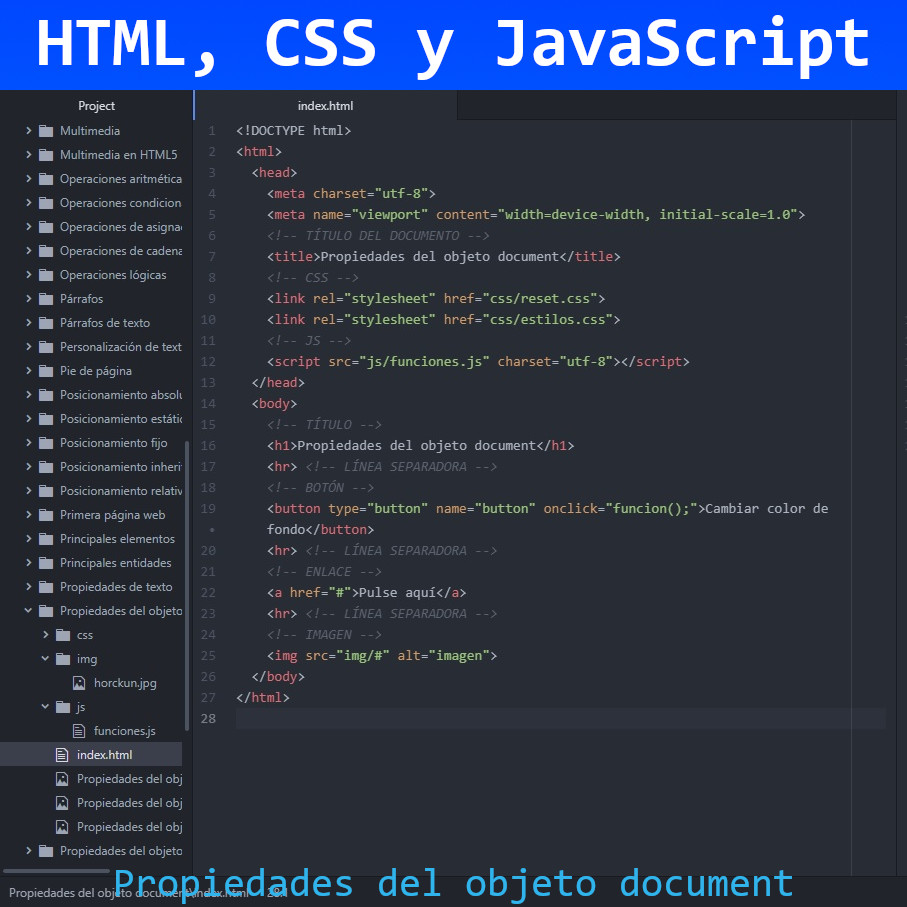 HTML, CSS y JavaScript
Project
Multimedia
Multimedia en HTML5
Operaciones aritmética
Operaciones condicion
Operaciones de asigna
Operaciones de cadena
Operaciones lógicas
Párrafos
Párrafos de texto
Personalización de text
Pie de página
Posicionamiento absolu
Posicionamiento estátic
Posicionamiento fijo
Posicionamiento inheri
Posicionamiento relativ
Primera página web
Principales elementos
Principales entidades
Propiedades de texto
Propiedades del objeto
css
img
horckun.jpg
js
funciones.js
index.html
Propiedades del obj
Propiedades del obj
Propiedades del obj
Propiedades del objeto
index.html
1 <!DOCTYPE html>
2 <html>
3 <head>
4 <meta charset="utf-8">
5 <meta name="viewport" content="width=device-width, initial-scale=1.0">
6 <!-- TÍTULO DEL DOCUMENTO -->
7 <title>Propiedades del objeto document</title>
8 <!-- CSS -->
9 <link rel="stylesheet" href="css/reset.css">
10 <link rel="stylesheet" href="css/estilos.css">
11 <!-- JS -->
12 <script src="js/funciones.js" charset="utf-8"></script>
13 </head>
14 <body>
15 <!-- TÍTULO -->
16 <h1>Propiedades del objeto document</h1>
17 <hr> <!-- LÍNEA SEPARADORA -->
18 <!-- BOTÓN -->
19 <button type="button" name="button" onclick="funcion();">Cambiar color de
• fondo</button>
20 <hr> <!-- LÍNEA SEPARADORA -->
21 <!-- ENLACE -->
22 <a href="#">Pulse aquí</a>
23 <hr> <!-- LÍNEA SEPARADORA -->
24 <!-- IMAGEN -->
25 <img src="img/#" alt="imagen">
26 </body>
27 </html>
28
Propiedades del objeto document\index.html 28:1
Propiedades del objeto document